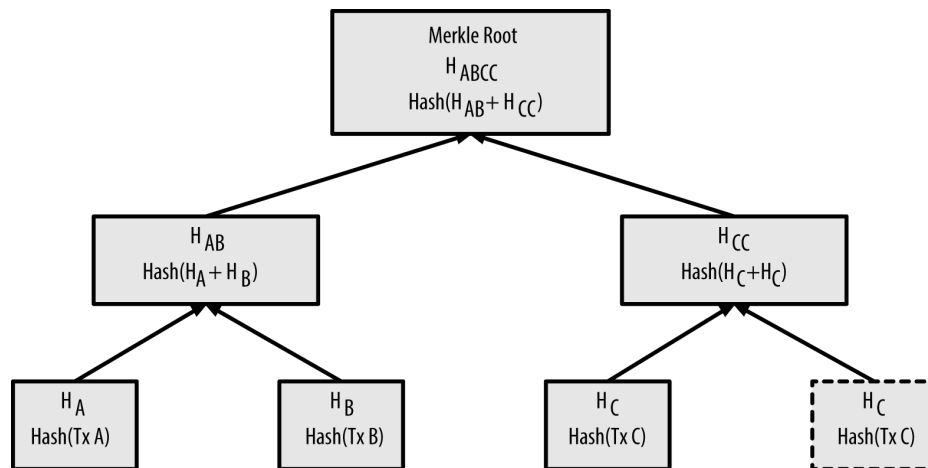 Merkle Root
H ABCC
Hash(H AB + H CC)
H AB
Hash(H A + H B)
H CC
Hash(H C+H C)
H A
Hash(Tx A)
H B
Hash(Tx B)
H C
Hash(Tx C)
H C
Hash(Tx C)